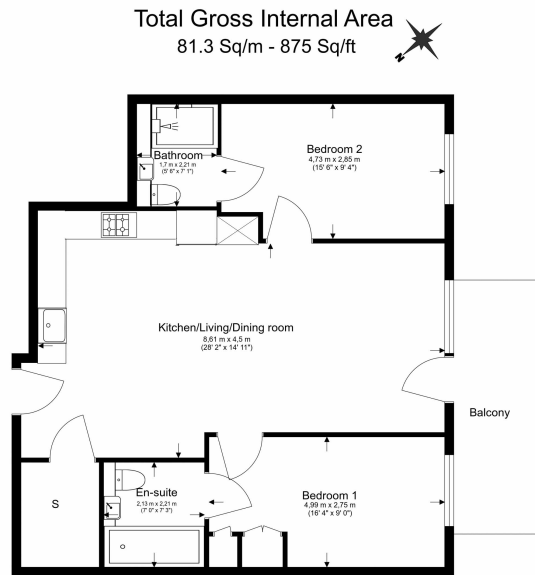 Total Gross Internal Area
81.3 Sq/m - 875 Sq/ft
N
Bathroom
1,7 m x 2,21 m
(5' 6" x 7' 1")
Bedroom 2
4,73 m x 2,85 m
(15' 6" x 9' 4")
Kitchen/Living/Dining room
8,61 m x 4,5 m
(28' 2" x 14' 11")
Balcony
S
En-suite
2,13 m x 2,21 m
(7' 0" x 7' 3")
Bedroom 1
4,99 m x 2,75 m
(16' 4" x 9' 0")